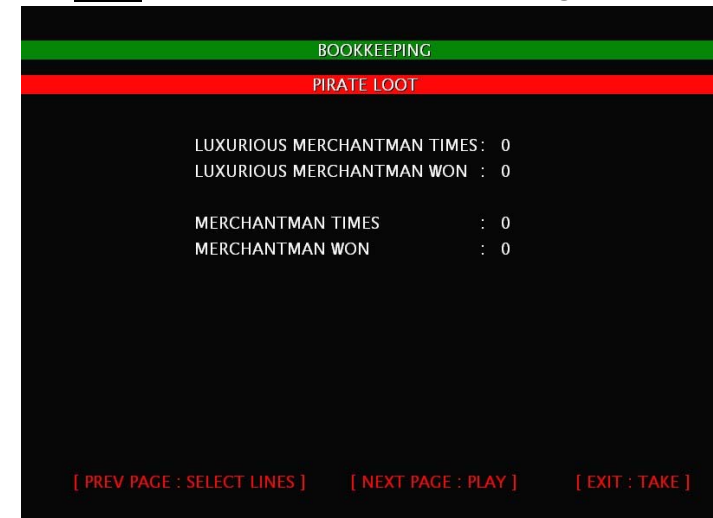 BOOKKEEPING
PIRATE LOOT
LUXURIOUS MERCHANTMAN TIMES : 0
LUXURIOUS MERCHANTMAN WON : 0
MERCHANTMAN TIMES : 0
MERCHANTMAN WON : 0
[ PREV PAGE : SELECT LINES ] [ NEXT PAGE : PLAY ] [ EXIT : TAKE ]